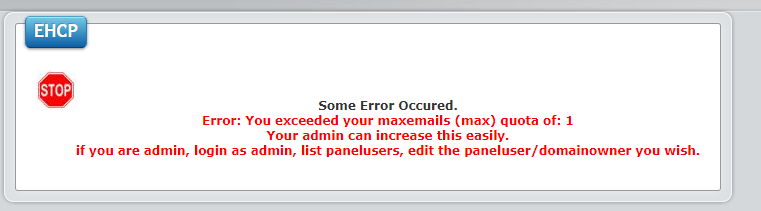 EHCP
STOP
Some Error Occured.
Error: You exceeded your maxemails (max) quota of: 1
Your admin can increase this easily.
if you are admin, login as admin, list panelusers, edit the paneluser/domainowner you wish.